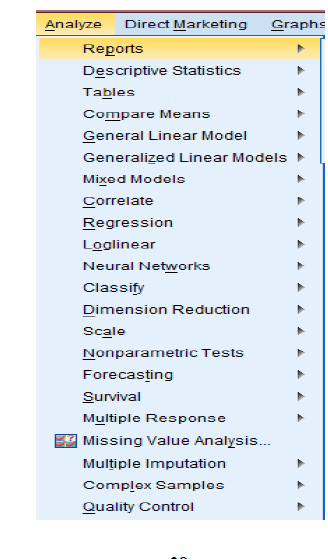 Analyze Direct Marketing Graphs
Reports
Descriptive Statistics
Tables
Compare Means
General Linear Model
Generalized Linear Models
Mixed Models
Correlate
Regression
Loglinear
Neural Networks
Classify
Dimension Reduction
Scale
Nonparametric Tests
Forecasting
Survival
Multiple Response
Missing Value Analysis...
Multiple Imputation
Complex Samples
Quality Control